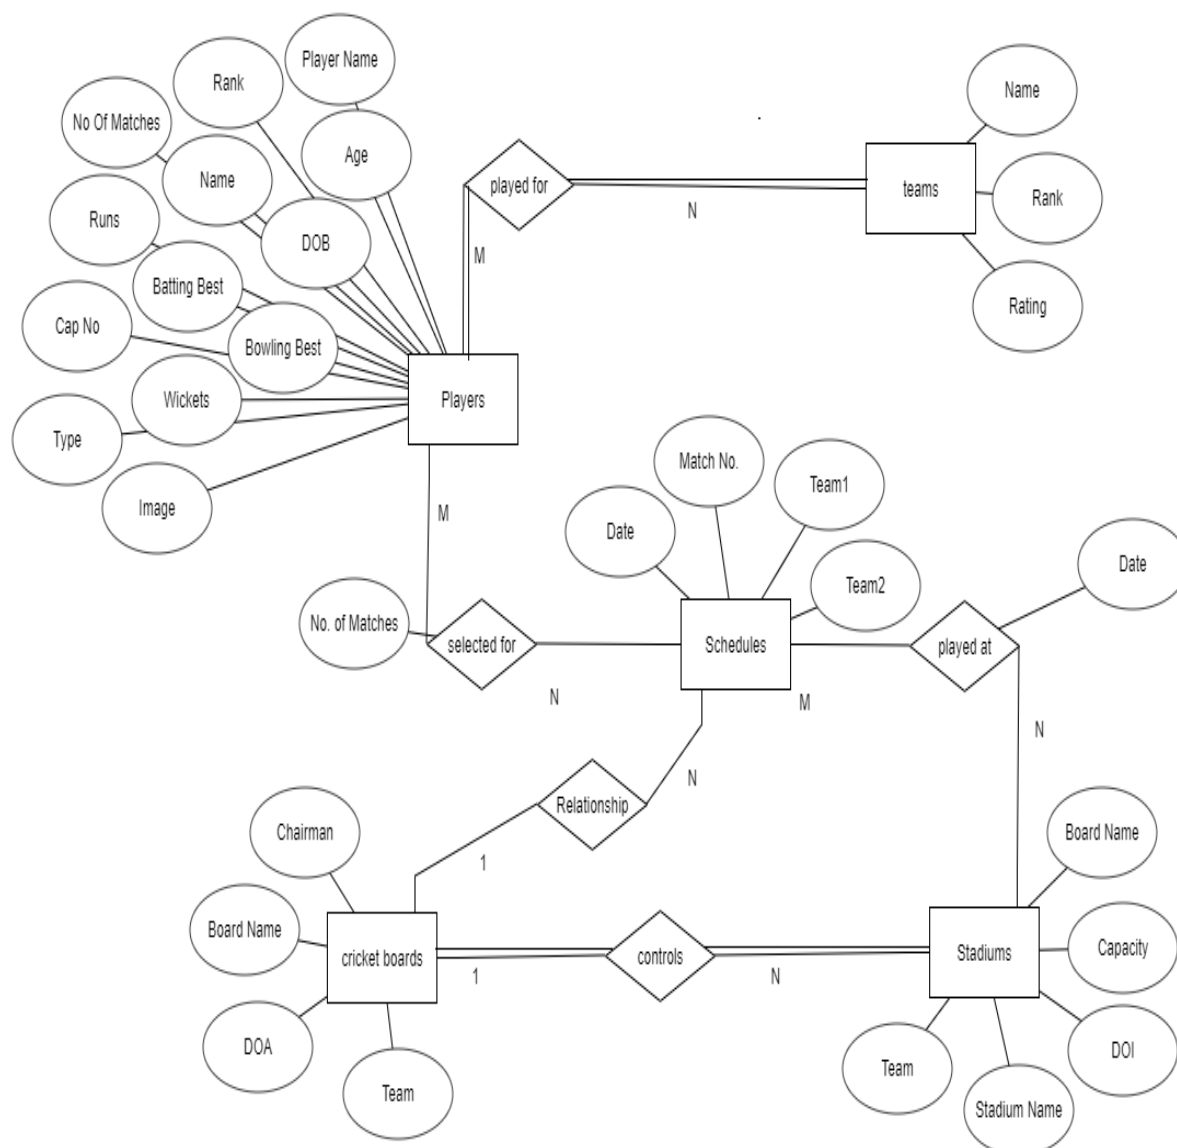 Player Name
Rank
Name
No Of Matches
Age
Name
played for
teams
Rank
Runs
DOB
N
M
Batting Best
Rating
Cap No
Bowling Best
Wickets
Players
Type
Match No.
Team1
Image
M
Date
Date
Team2
No. of Matches
selected for
Schedules
played at
N
M
N
N
Relationship
Chairman
Board Name
1
Board Name
cricket boards
controls
Stadiums
Capacity
1
N
DOA
DOI
Team
Team
Stadium Name